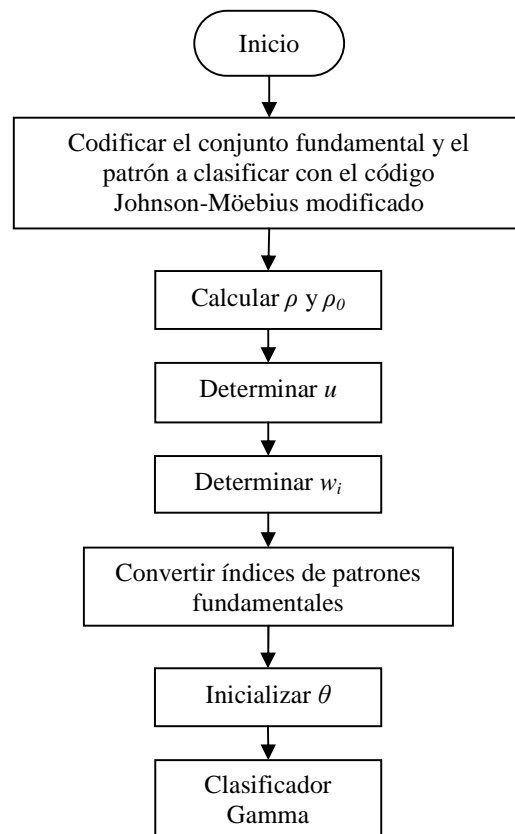 Inicio
Codificar el conjunto fundamental y el
patrón a clasificar con el código
Johnson-Möebius modificado
Calcular ρ y ρ0
Determinar u
Determinar wi
Convertir índices de patrones
fundamentales
Inicializar θ
Clasificador
Gamma